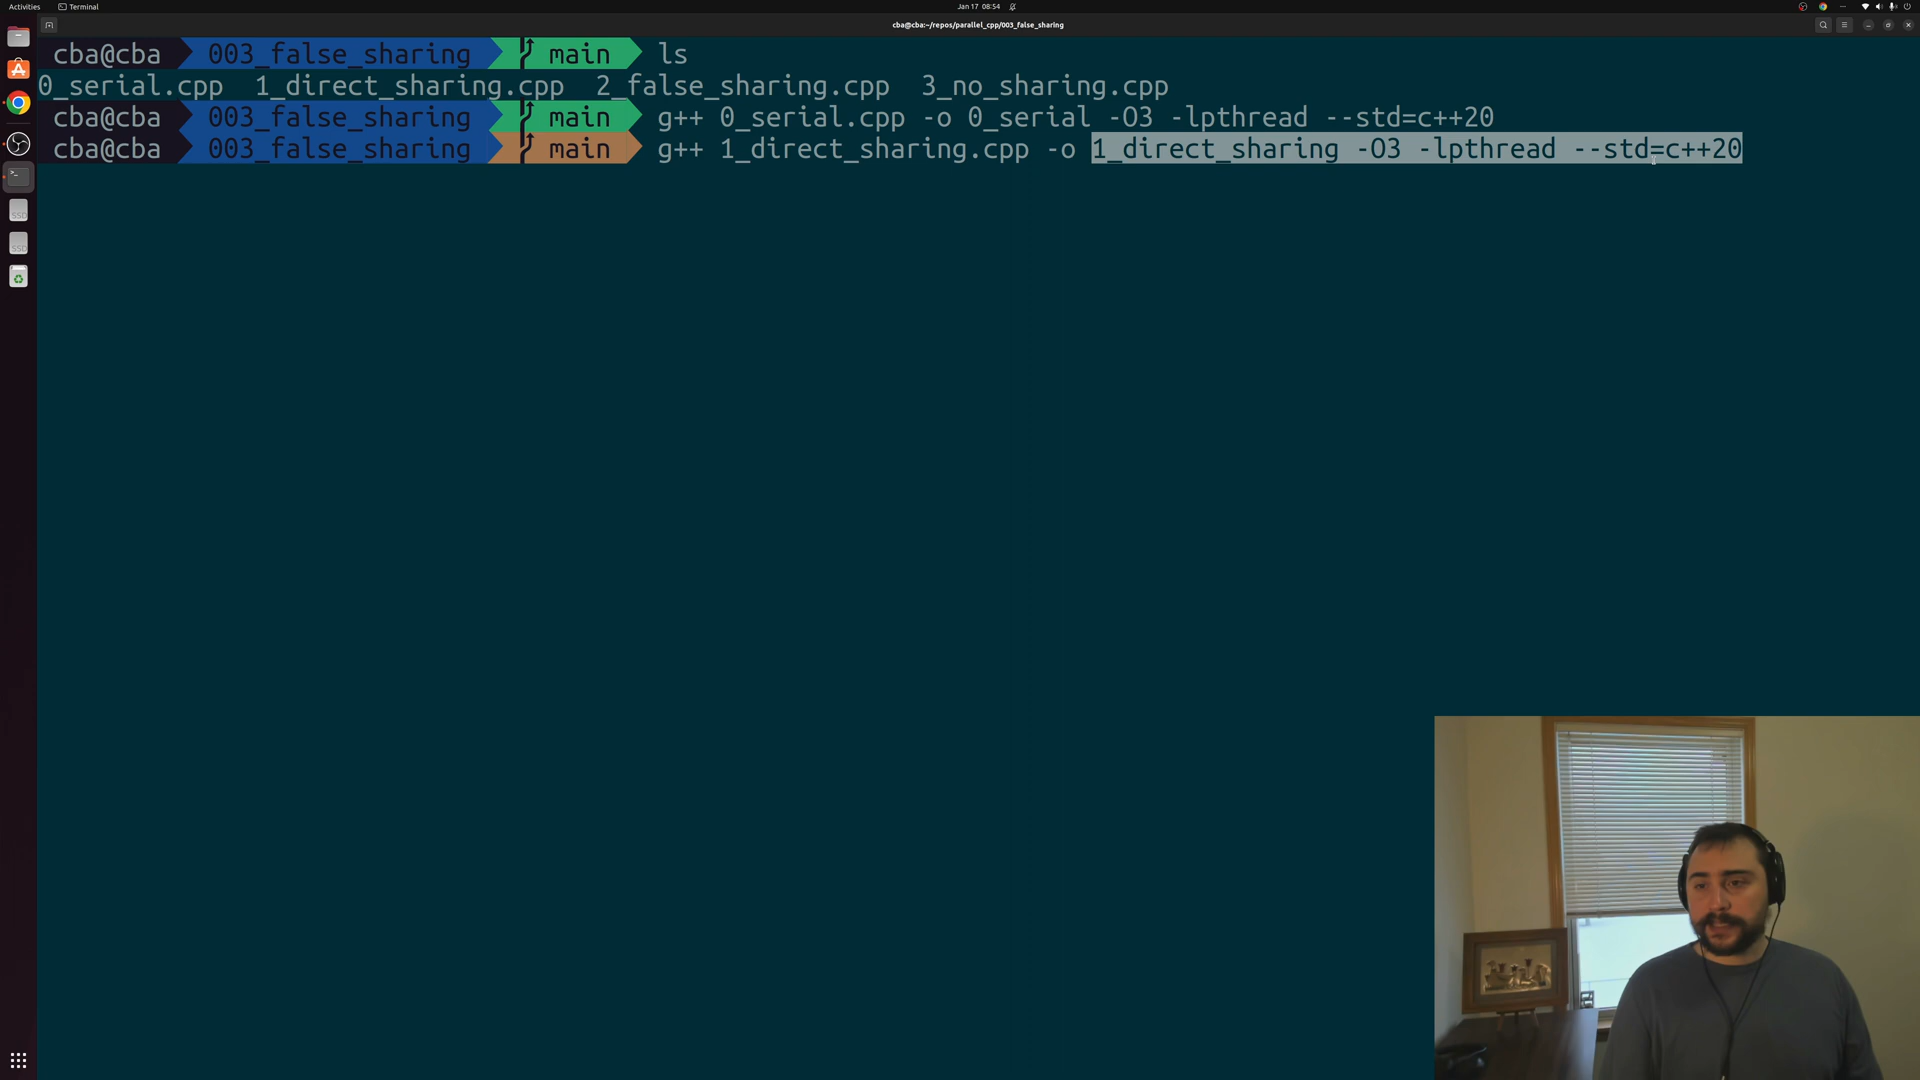 Activities
Terminal
Jan 17 08:54
cba@cba:~/repos/parallel_cpp/003_false_sharing
cba@cba 003_false_sharing main ls
0_serial.cpp 1_direct_sharing.cpp 2_false_sharing.cpp 3_no_sharing.cpp
cba@cba 003_false_sharing main g++ 0_serial.cpp -o 0_serial -O3 -lpthread --std=c++20
cba@cba 003_false_sharing main g++ 1_direct_sharing.cpp -o 1_direct_sharing -O3 -lpthread --std=c++20
SSD
SSD